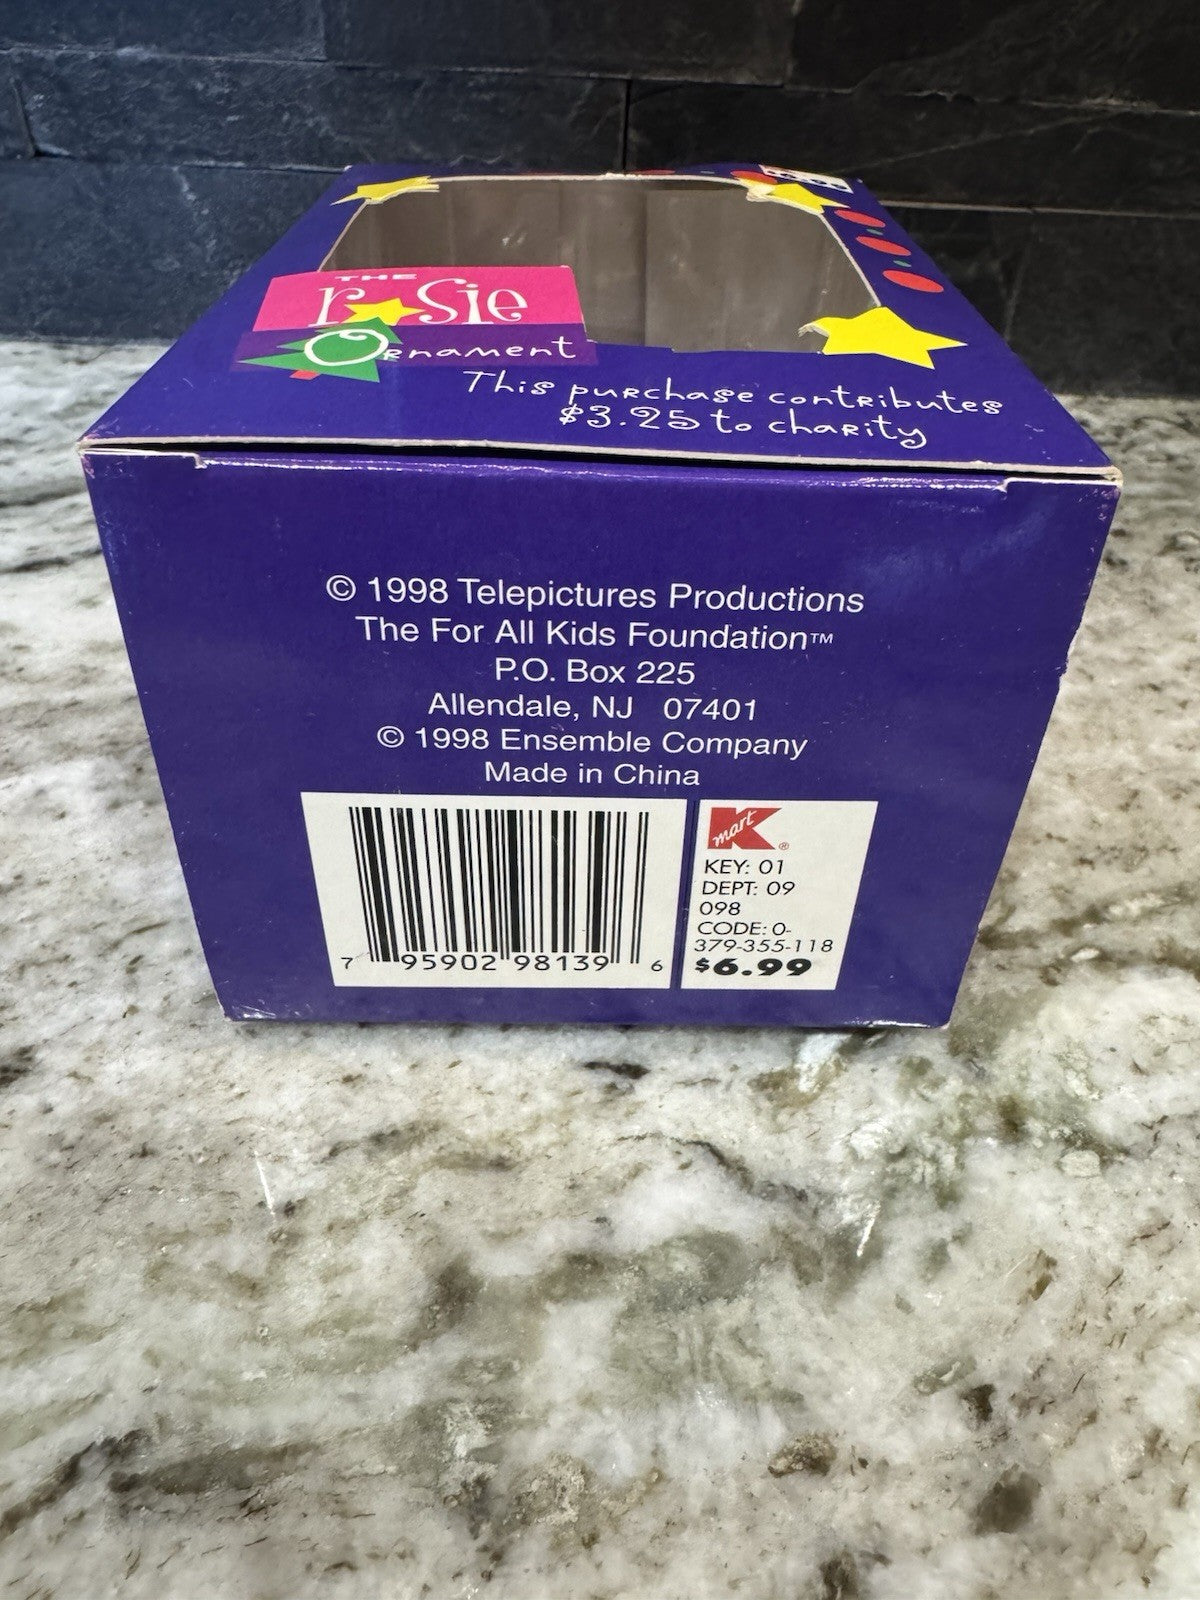 THE
rosie
Ornament
This purchase contributes
$3.25 to charity
© 1998 Telepictures Productions
The For All Kids Foundation™
P.O. Box 225
Allendale, NJ 07401
© 1998 Ensemble Company
Made in China
7 95902 98139 6
Kmart®
KEY: 01
DEPT: 09
098
CODE: 0-
379-355-118
$6.99